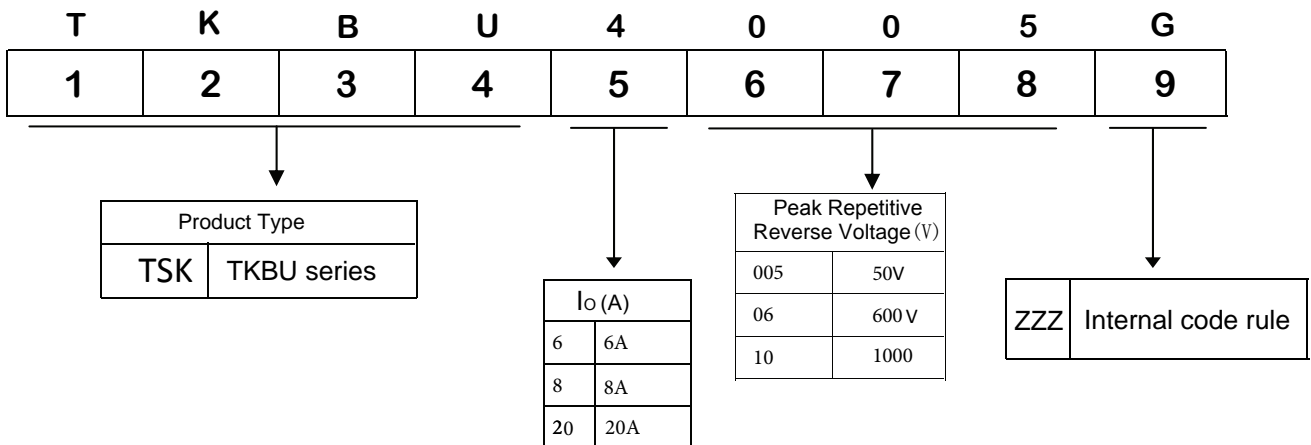 T K B U 4 0 0 5 G
1 2 3 4 5 6 7 8 9
Product Type
TSK TKBU series
Io (A)
6 6A
8 8A
20 20A
Peak Repetitive
Reverse Voltage(V)
005 50V
06 600V
10 1000
ZZZ Internal code rule